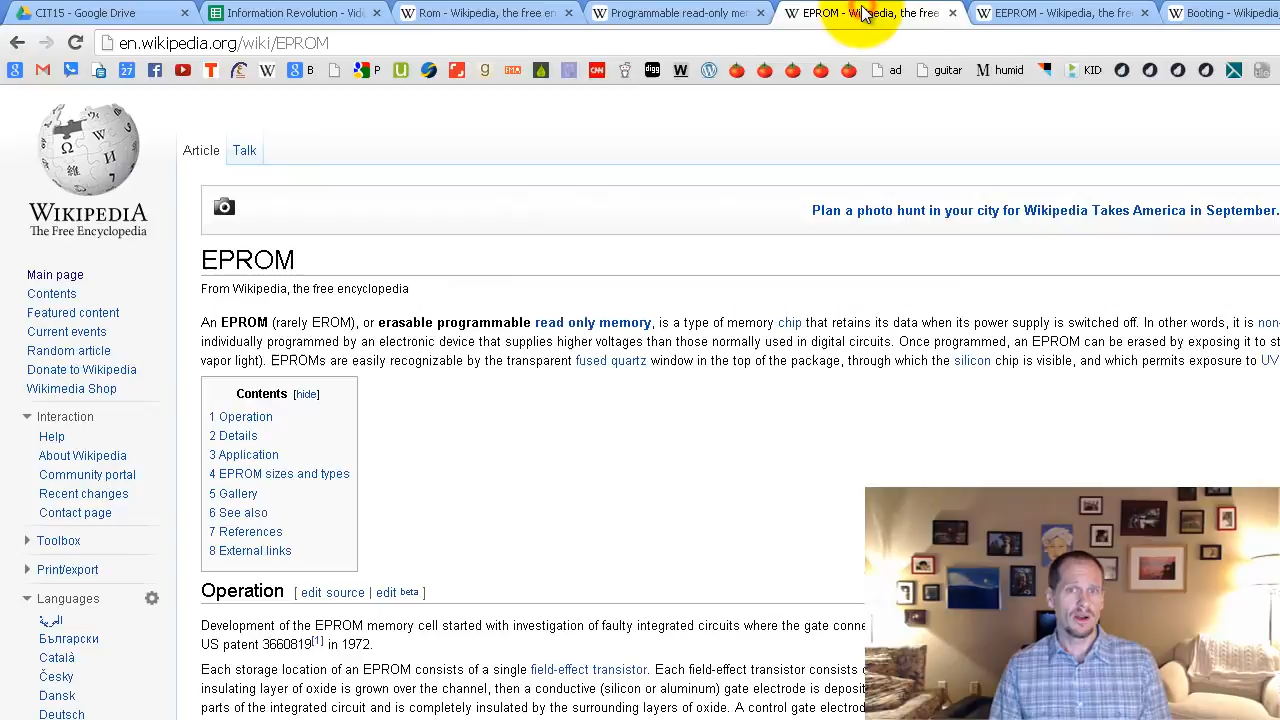 CIT15 - Google Drive
Information Revolution - Vid
Rom - Wikipedia, the free en
Programmable read-only mer
EPROM - Wikipedia, the free
EEPROM - Wikipedia, the fre
Booting - Wikipedia
en.wikipedia.org/wiki/EPROM
27
B
P
CNN
digg
W
ad
guitar
M humid
KID
Article
Talk
WIKIPEDIA
The Free Encyclopedia
Plan a photo hunt in your city for Wikipedia Takes America in September.
EPROM
From Wikipedia, the free encyclopedia
An EPROM (rarely EROM), or erasable programmable read only memory, is a type of memory chip that retains its data when its power supply is switched off. In other words, it is non
individually programmed by an electronic device that supplies higher voltages than those normally used in digital circuits. Once programmed, an EPROM can be erased by exposing it to st
vapor light). EPROMs are easily recognizable by the transparent fused quartz window in the top of the package, through which the silicon chip is visible, and which permits exposure to UV
Main page
Contents
Featured content
Current events
Random article
Donate to Wikipedia
Wikimedia Shop
Interaction
Help
About Wikipedia
Community portal
Recent changes
Contact page
Toolbox
Print/export
Languages
العربية
Български
Català
Česky
Dansk
Deutsch
Contents [hide]
1 Operation
2 Details
3 Application
4 EPROM sizes and types
5 Gallery
6 See also
7 References
8 External links
Operation [ edit source | edit beta ]
Development of the EPROM memory cell started with investigation of faulty integrated circuits where the gate conne
US patent 3660819[1] in 1972.
Each storage location of an EPROM consists of a single field-effect transistor. Each field-effect transistor consists
insulating layer of oxide is grown over the channel, then a conductive (silicon or aluminum) gate electrode is deposi
parts of the integrated circuit and is completely insulated by the surrounding layers of oxide. A control gate electro